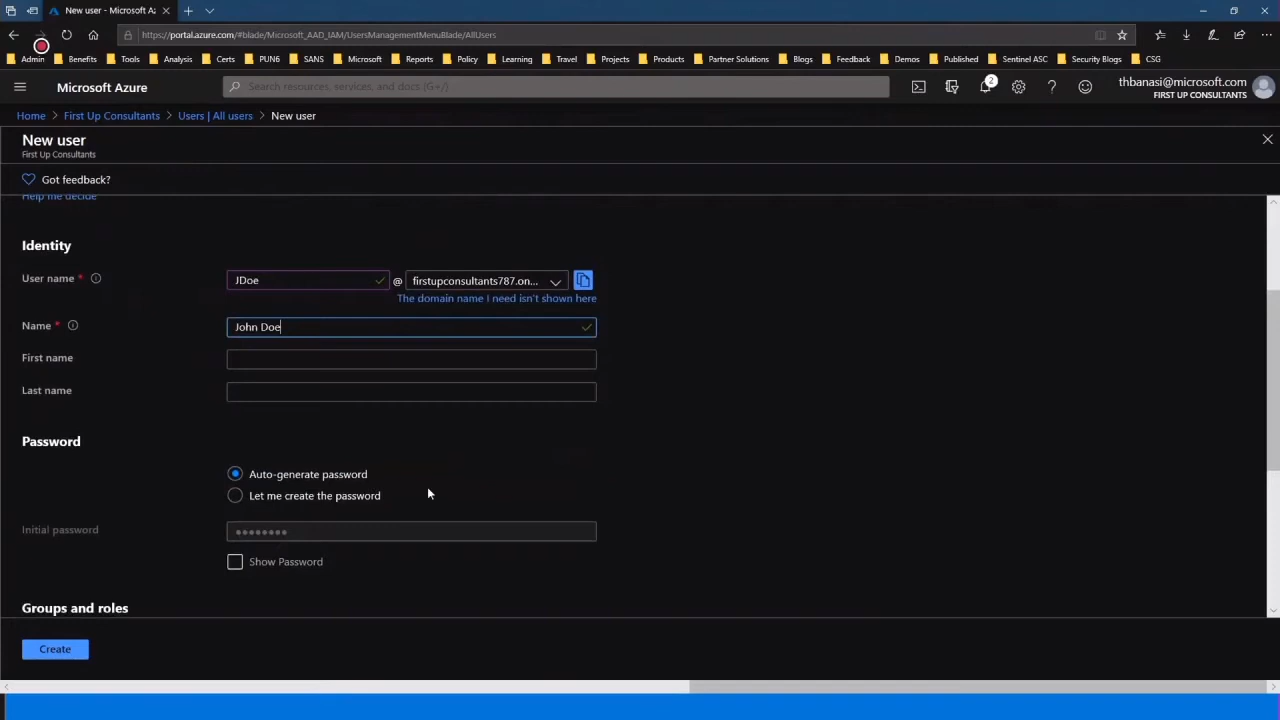 New user - Microsoft Az
https://portal.azure.com/#blade/Microsoft_AAD_IAM/UsersManagementMenuBlade/AllUsers
Admin Benefits Tools Analysis Certs PUN6 SANS Microsoft Reports Policy Learning Travel Projects Products Partner Solutions Blogs Feedback Demos Published Sentinel ASC Security Blogs CSG
Microsoft Azure
Search resources, services, and docs (G+/)
2
thbanasi@microsoft.com
FIRST UP CONSULTANTS
Home > First Up Consultants > Users | All users > New user
New user
First Up Consultants
Got feedback?
Help me decide
Identity
User name * JDoe @ firstupconsultants787.on...
The domain name I need isn't shown here
Name * John Doe
First name
Last name
Password
Auto-generate password
Let me create the password
Initial password
Show Password
Groups and roles
Create